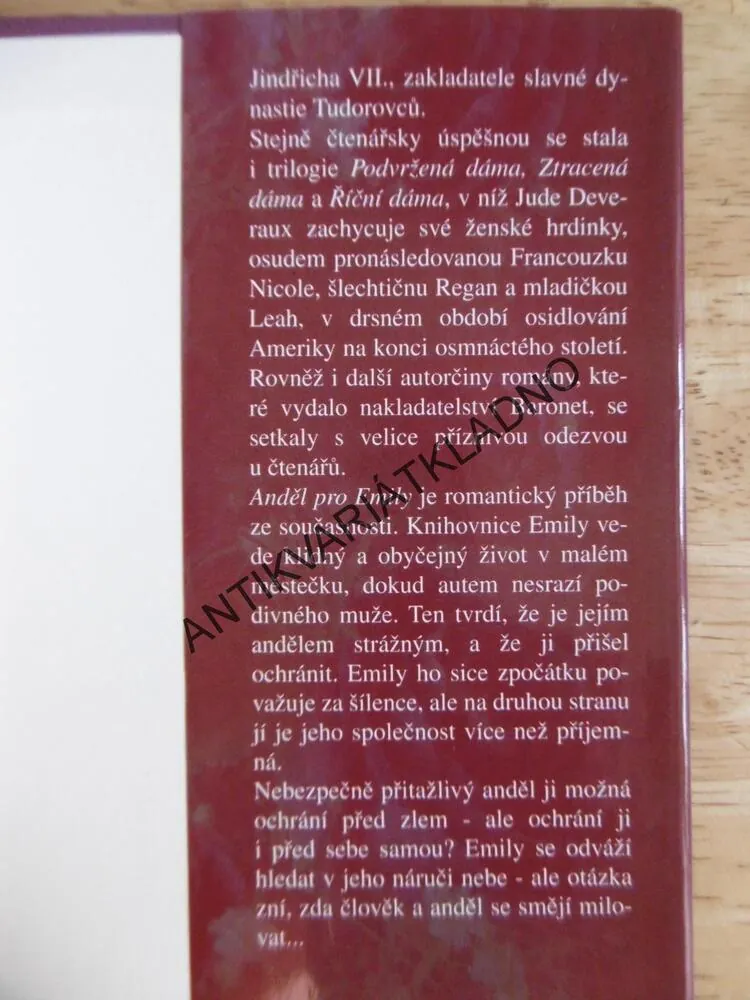 Jindřicha VII., zakladatele slavné dy-
nastie Tudorovců.
Stejně čtenářsky úspěšnou se stala
i trilogie Podvržená dáma, Ztracená
dáma a Říční dáma, v níž Jude Deve-
raux zachycuje své ženské hrdinky,
osudem pronásledovanou Francouzku
Nicole, šlechtičnu Regan a mladičkou
Leah, v drsném období osidlování
Ameriky na konci osmnáctého století.
Rovněž i další autorčiny romány, kte-
ré vydalo nakladatelství Baronet, se
setkaly s velice příznivou odezvou
u čtenářů.
Anděl pro Emily je romantický příběh
ze současnosti. Knihovnice Emily ve-
de klidný a obyčejný život v malém
městečku, dokud autem nesrazí po-
divného muže. Ten tvrdí, že je jejím
andělem strážným, a že ji přišel
ochránit. Emily ho sice zpočátku po-
važuje za šílence, ale na druhou stranu
jí je jeho společnost více než příjem-
ná.
Nebezpečně přitažlivý anděl ji možná
ochrání před zlem - ale ochrání ji
i před sebe samou? Emily se odváží
hledat v jeho náruči nebe - ale otázka
zní, zda člověk a anděl se smějí milo-
vat...
ANTIKVARIÁTKLADNO